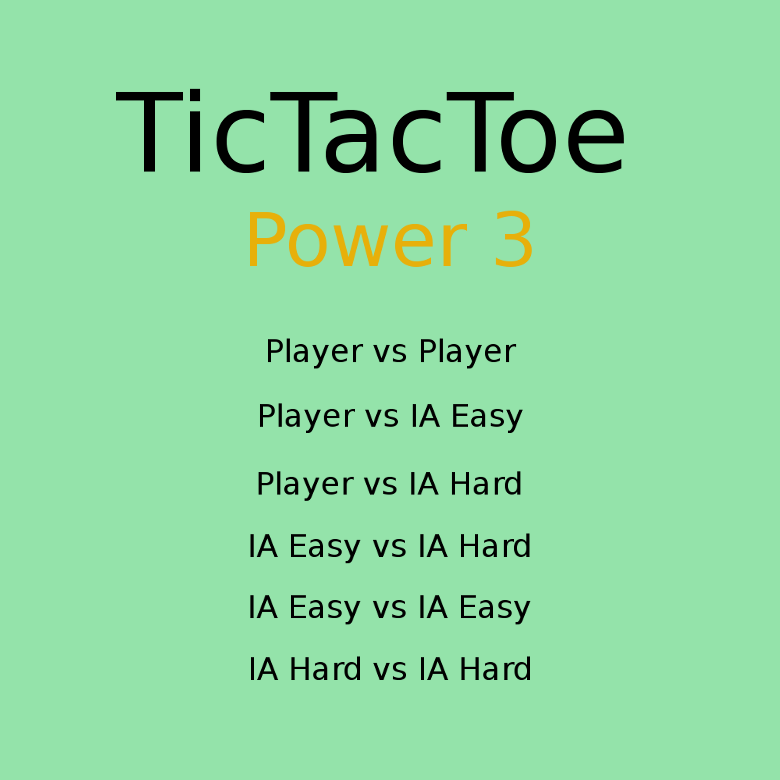 TicTacToe
Power 3
Player vs Player
Player vs IA Easy
Player vs IA Hard
IA Easy vs IA Hard
IA Easy vs IA Easy
IA Hard vs IA Hard